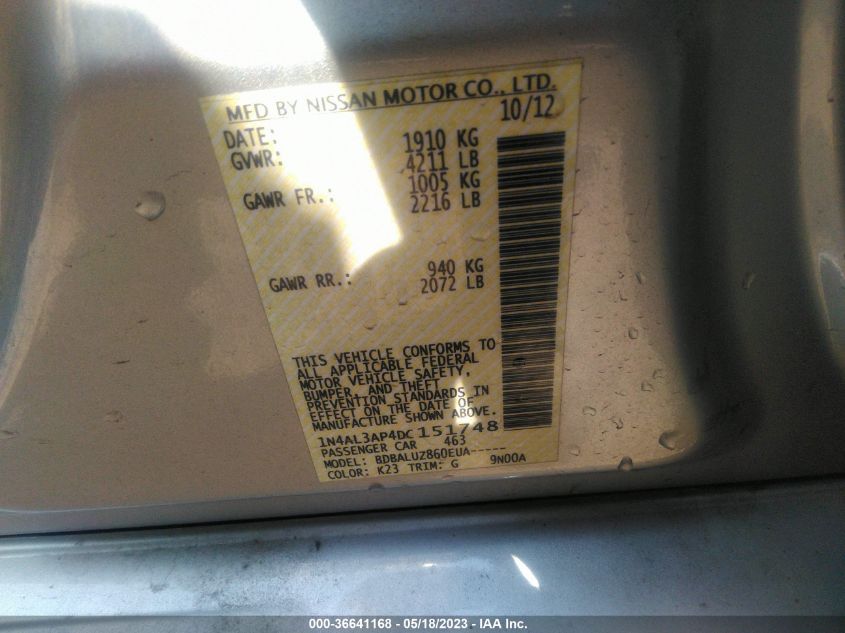 MFD BY NISSAN MOTOR CO., LTD.
DATE: 10/12
GVWR: 1910 KG
4211 LB
GAWR FR.: 1005 KG
2216 LB
GAWR RR.: 940 KG
2072 LB
THIS VEHICLE CONFORMS TO
ALL APPLICABLE FEDERAL
MOTOR VEHICLE SAFETY,
BUMPER, AND THEFT
PREVENTION STANDARDS IN
EFFECT ON THE DATE OF
MANUFACTURE SHOWN ABOVE.
1N4AL3AP4DC151748
PASSENGER CAR 463
MODEL: BDBALUZ860EUA-----
COLOR: K23 TRIM: G 9N00A
000-36641168 - 05/18/2023 - IAA Inc.